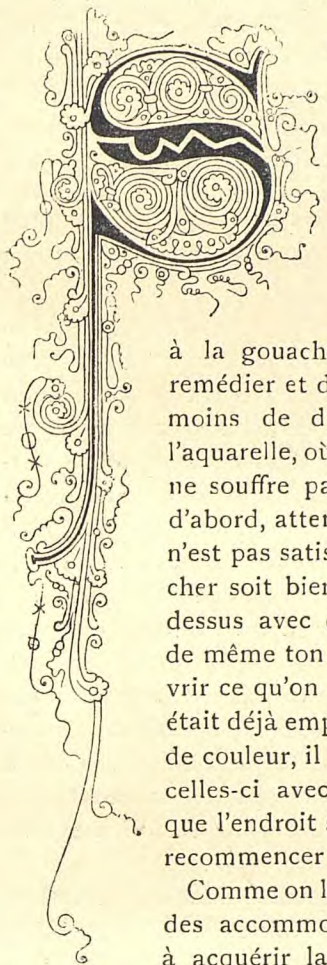 S
à la gouach
remédier et d
moins de d
l'aquarelle, où
ne souffre pa
d'abord, atten
n'est pas satis
cher soit bien
dessus avec
de même ton
vrir ce qu'on
était déjà emp
de couleur, il
celles-ci avec
que l'endroit
recommencer
Comme on l
des accommo
à acquérir la